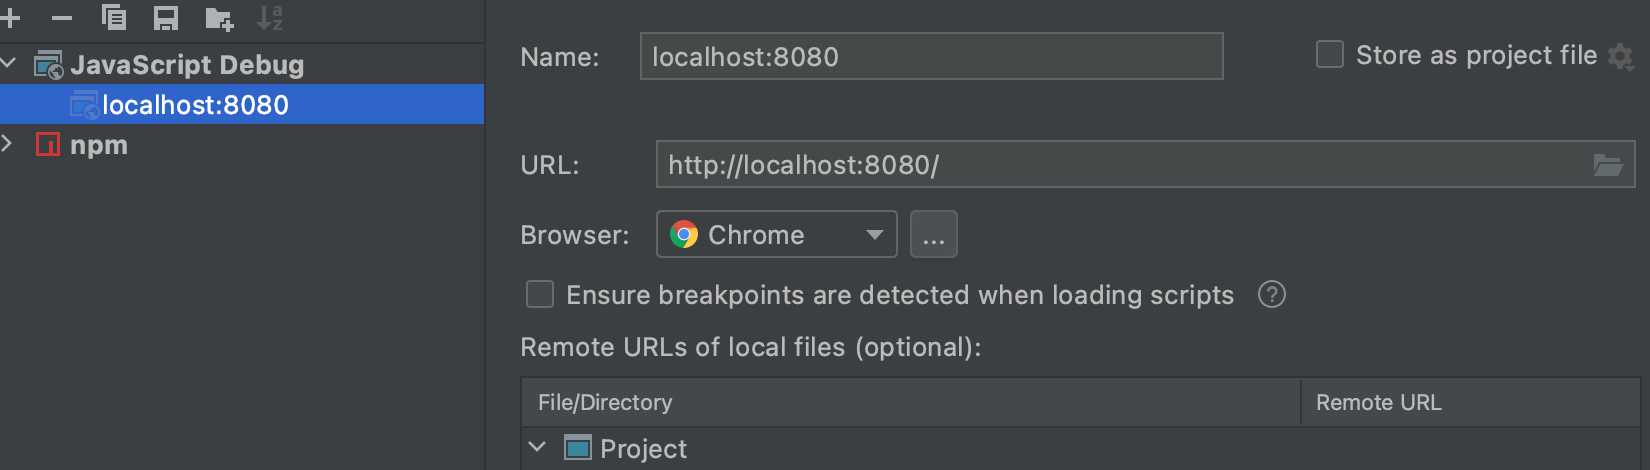 JavaScript Debug
localhost:8080
npm
Name: localhost:8080 Store as project file
URL: http://localhost:8080/
Browser: Chrome ...
Ensure breakpoints are detected when loading scripts ?
Remote URLs of local files (optional):
File/Directory Remote URL
Project